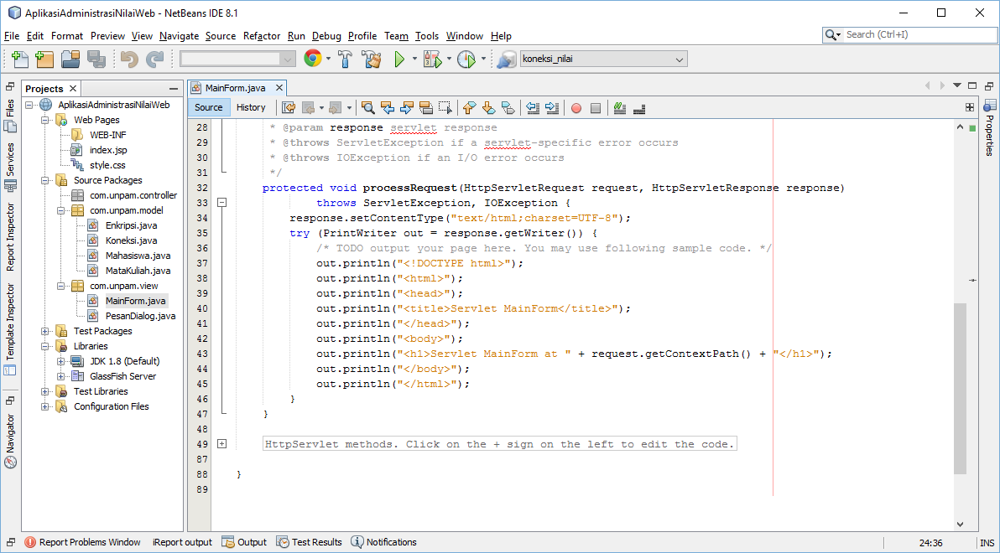 AplikasiAdministrasiNilaiWeb - NetBeans IDE 8.1
File Edit Format Preview View Navigate Source Refactor Run Debug Profile Team Tools Window Help
Search (Ctrl+I)
koneksi_nilai
Files
Services
Report Inspector
Template Inspector
Navigator
Projects
AplikasiAdministrasiNilaiWeb
Web Pages
WEB-INF
index.jsp
style.css
Source Packages
com.unpam.controller
com.unpam.model
Enkripsi.java
Koneksi.java
Mahasiswa.java
MataKuliah.java
com.unpam.view
MainForm.java
PesanDialog.java
Test Packages
Libraries
JDK 1.8 (Default)
GlassFish Server
Test Libraries
Configuration Files
MainForm.java
Source History
28 * @param response servlet response
29 * @throws ServletException if a servlet-specific error occurs
30 * @throws IOException if an I/O error occurs
31 */
32 protected void processRequest(HttpServletRequest request, HttpServletResponse response)
33 throws ServletException, IOException {
34 response.setContentType("text/html;charset=UTF-8");
35 try (PrintWriter out = response.getWriter()) {
36 /* TODO output your page here. You may use following sample code. */
37 out.println("<!DOCTYPE html>");
38 out.println("<html>");
39 out.println("<head>");
40 out.println("<title>Servlet MainForm</title>");
41 out.println("</head>");
42 out.println("<body>");
43 out.println("<h1>Servlet MainForm at " + request.getContextPath() + "</h1>");
44 out.println("</body>");
45 out.println("</html>");
46 }
47 }
48
49 HttpServlet methods. Click on the + sign on the left to edit the code.
87
88 }
89
Properties
Report Problems Window iReport output Output Test Results Notifications
24:36 INS